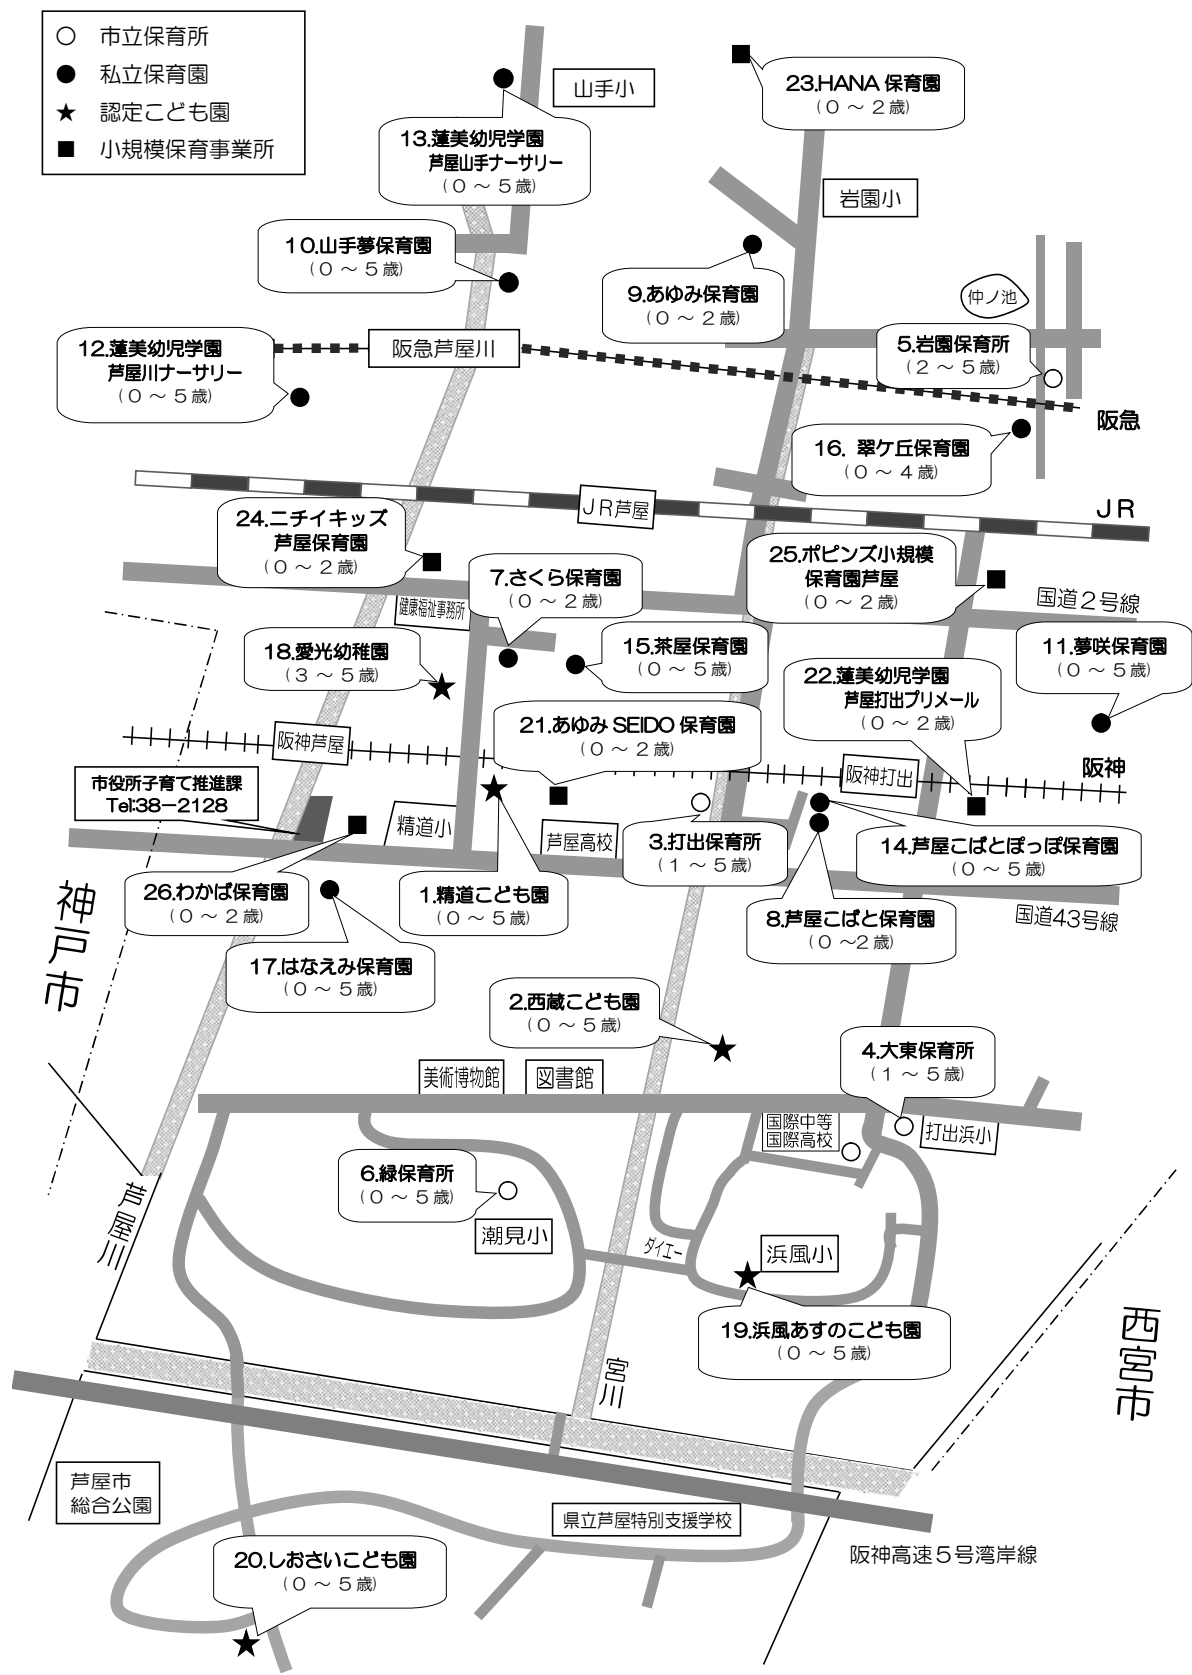 市立保育所
私立保育園
認定こども園
小規模保育事業所
山手小
23.HANA 保育園
(０～２歳)
13.蓮美幼児学園
芦屋山手ナーサリー
(０～５歳)
岩園小
10.山手夢保育園
(０～５歳)
9.あゆみ保育園
(０～２歳)
仲ノ池
12.蓮美幼児学園
芦屋川ナーサリー
(０～５歳)
阪急芦屋川
5.岩園保育所
(２～５歳)
阪急
16．翠ケ丘保育園
(０～４歳)
ＪＲ芦屋
ＪＲ
24.ニチイキッズ
芦屋保育園
(０～２歳)
25.ポピンズ小規模
保育園芦屋
(０～２歳)
7.さくら保育園
(０～２歳)
健康福祉事務所
国道２号線
18.愛光幼稚園
(３～５歳)
15.茶屋保育園
(０～５歳)
11.夢咲保育園
(０～５歳)
22.蓮美幼児学園
芦屋打出プリメール
(０～２歳)
21.あゆみ SEIDO 保育園
(０～２歳)
阪神芦屋
阪神打出
阪神
市役所子育て推進課
Tel:38－2128
精道小
芦屋高校
3.打出保育所
(１～５歳)
14.芦屋こばとぽっぽ保育園
(０～５歳)
26.わかば保育園
(０～２歳)
1.精道こども園
(０～５歳)
8.芦屋こばと保育園
(０～2歳)
国道43号線
神戸市
17.はなえみ保育園
(０～５歳)
2.西蔵こども園
(０～５歳)
4.大東保育所
(１～５歳)
美術博物館
図書館
国際中等
国際高校
打出浜小
6.緑保育所
(０～５歳)
芦屋川
潮見小
ダイエー
浜風小
19.浜風あすのこども園
(０～５歳)
西宮市
宮川
芦屋市
総合公園
県立芦屋特別支援学校
20.しおさいこども園
(０～５歳)
阪神高速５号湾岸線